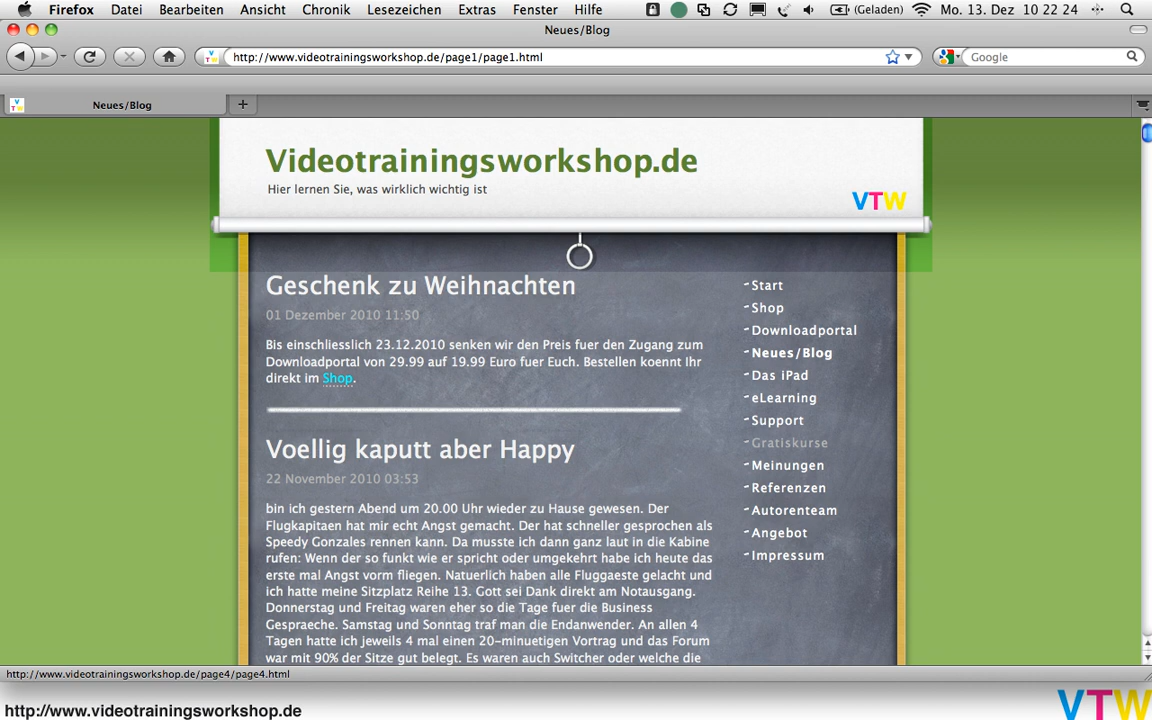 Firefox Datei Bearbeiten Ansicht Chronik Lesezeichen Extras Fenster Hilfe (Geladen) Mo. 13. Dez 10 22 24
Neues/Blog
http://www.videotrainingsworkshop.de/page1/page1.html
Google
Neues/Blog
Videotrainingsworkshop.de
Hier lernen Sie, was wirklich wichtig ist
VTW
Geschenk zu Weihnachten
01 Dezember 2010 11:50
Bis einschliesslich 23.12.2010 senken wir den Preis fuer den Zugang zum
Downloadportal von 29.99 auf 19.99 Euro fuer Euch. Bestellen koennt Ihr
direkt im Shop.
Voellig kaputt aber Happy
22 November 2010 03:53
bin ich gestern Abend um 20.00 Uhr wieder zu Hause gewesen. Der
Flugkapitaen hat mir echt Angst gemacht. Der hat schneller gesprochen als
Speedy Gonzales rennen kann. Da musste ich dann ganz laut in die Kabine
rufen: Wenn der so funkt wie er spricht oder umgekehrt habe ich heute das
erste mal Angst vorm fliegen. Natuerlich haben alle Fluggaeste gelacht und
ich hatte meine Sitzplatz Reihe 13. Gott sei Dank direkt am Notausgang.
Donnerstag und Freitag waren eher so die Tage fuer die Business
Gespraeche. Samstag und Sonntag traf man die Endanwender. An allen 4
Tagen hatte ich jeweils 4 mal einen 20-minuetigen Vortrag und das Forum
war mit 90% der Sitze gut belegt. Es waren auch Switcher oder welche die
Start
Shop
Downloadportal
Neues/Blog
Das iPad
eLearning
Support
Gratiskurse
Meinungen
Referenzen
Autorenteam
Angebot
Impressum
http://www.videotrainingsworkshop.de/page4/page4.html
http://www.videotrainingsworkshop.de
VTW